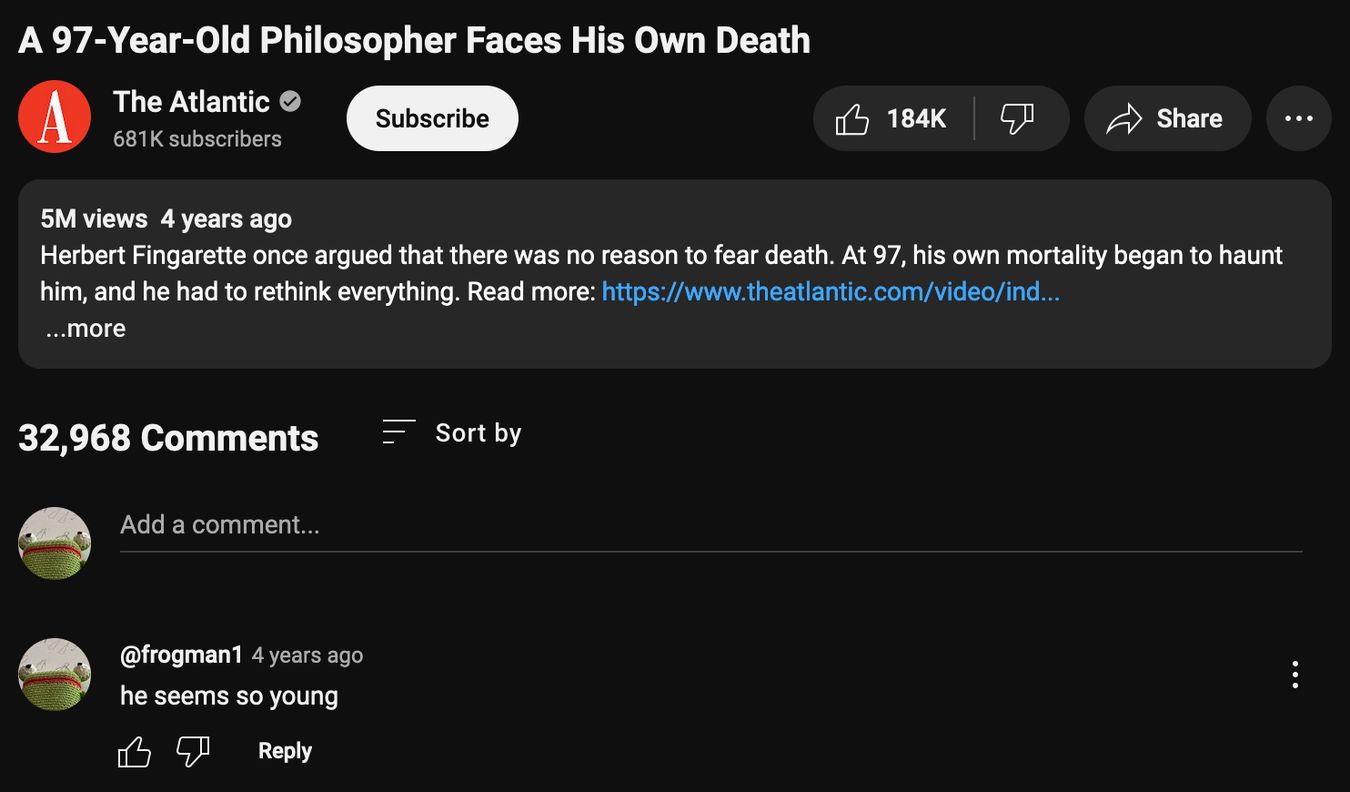 A 97-Year-Old Philosopher Faces His Own Death
A
The Atlantic
681K subscribers
Subscribe
184K
Share
5M views 4 years ago
Herbert Fingarette once argued that there was no reason to fear death. At 97, his own mortality began to haunt
him, and he had to rethink everything. Read more: https://www.theatlantic.com/video/ind...
...more
32,968 Comments
Sort by
Add a comment...
@frogman1 4 years ago
he seems so young
Reply